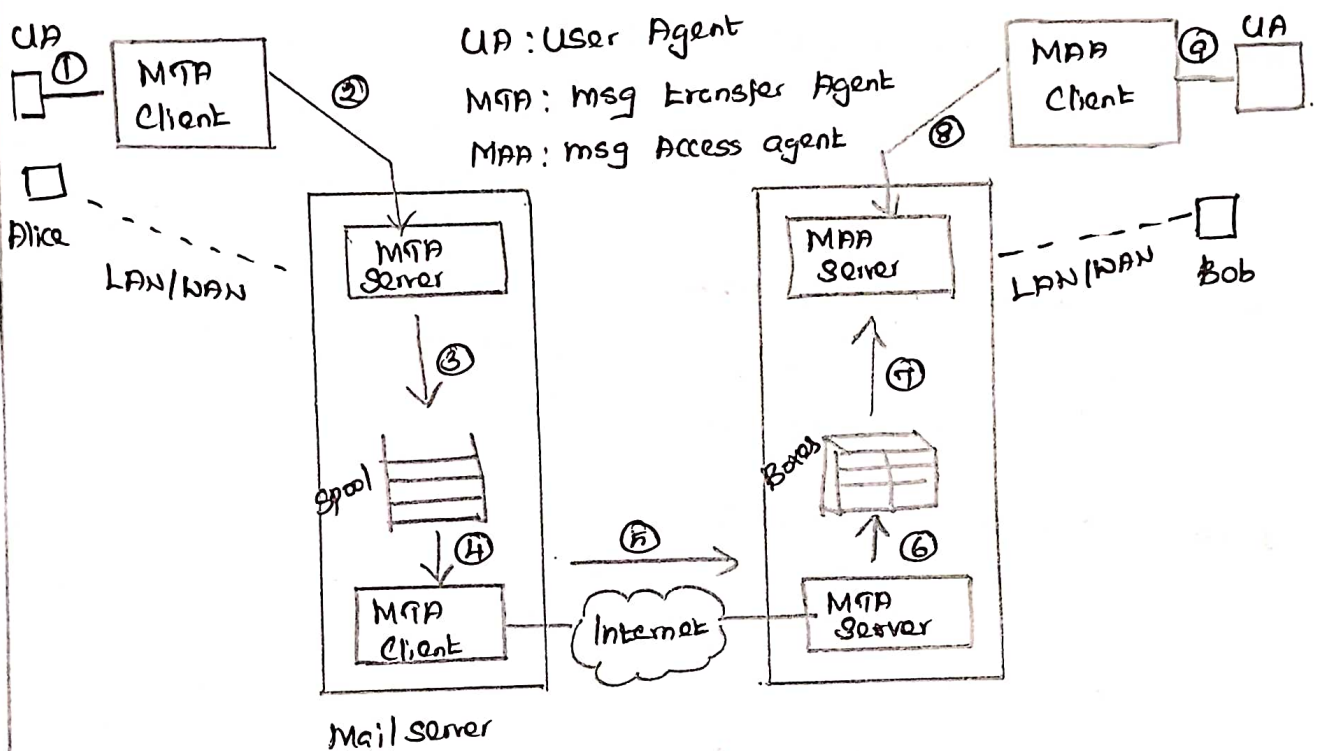 UA
①
MTA
Client
②
UA : User Agent
MTA : msg transfer Agent
MAA : msg Access agent
MAA
Client
⑨
UA
⑧
Alice
LAN/WAN
MTA
Server
③
Spool
④
MTA
Client
Mail server
⑤
Internet
MAA
Server
⑦
Boxes
⑥
MTA
Server
LAN/WAN
Bob